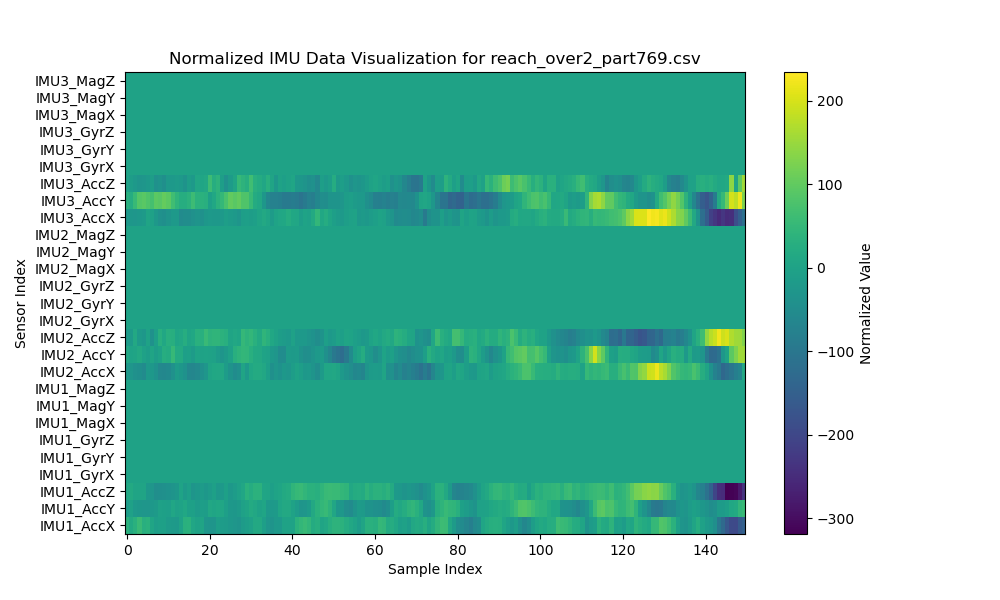 Normalized IMU Data Visualization for reach_over2_part769.csv
IMU3_MagZ
IMU3_MagY
IMU3_MagX
IMU3_GyrZ
IMU3_GyrY
IMU3_GyrX
IMU3_AccZ
IMU3_AccY
IMU3_AccX
IMU2_MagZ
IMU2_MagY
IMU2_MagX
IMU2_GyrZ
IMU2_GyrY
IMU2_GyrX
IMU2_AccZ
IMU2_AccY
IMU2_AccX
IMU1_MagZ
IMU1_MagY
IMU1_MagX
IMU1_GyrZ
IMU1_GyrY
IMU1_GyrX
IMU1_AccZ
IMU1_AccY
IMU1_AccX
Sensor Index
0 20 40 60 80 100 120 140
Sample Index
200
100
0
−100
−200
−300
Normalized Value